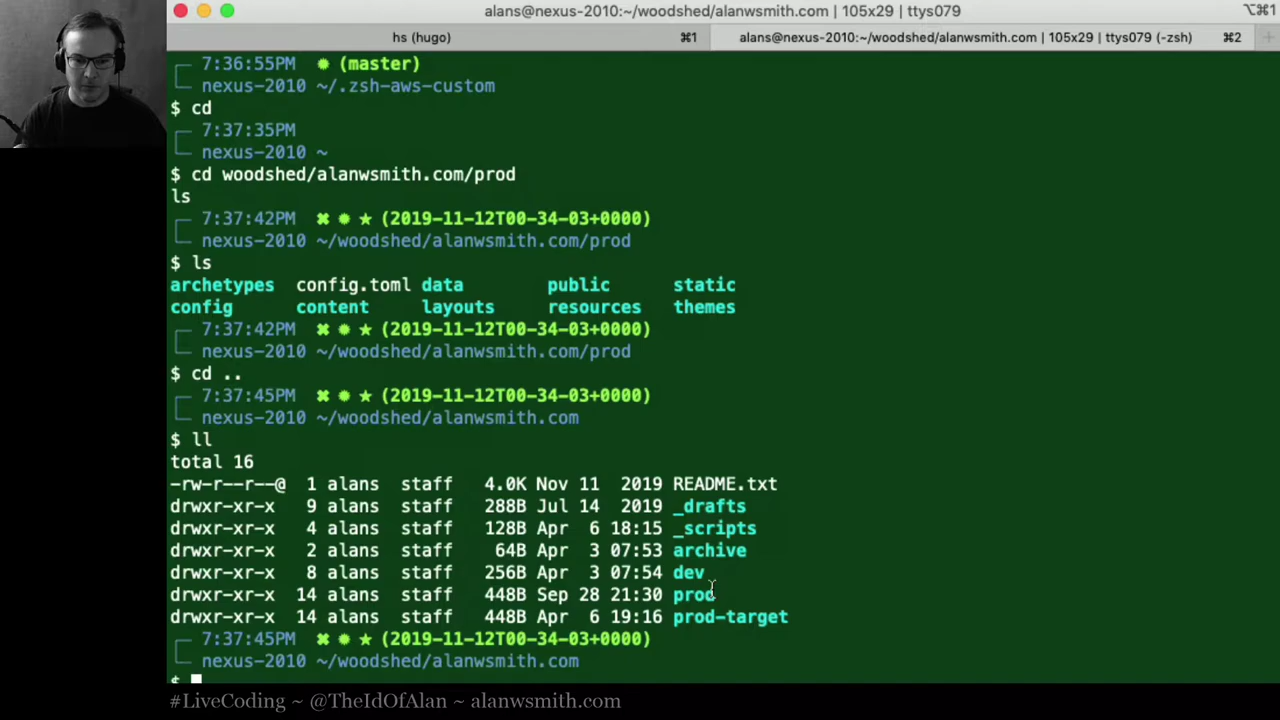 alans@nexus-2010:~/woodshed/alanwsmith.com | 105x29 | ttys079 ⌥⌘1
hs (hugo) ⌘1 alans@nexus-2010:~/woodshed/alanwsmith.com | 105x29 | ttys079 (-zsh) ⌘2 +
7:36:55PM ✹ (master)
nexus-2010 ~/.zsh-aws-custom
$ cd
7:37:35PM
nexus-2010 ~
$ cd woodshed/alanwsmith.com/prod
ls
7:37:42PM ✖ ✹ ★ (2019-11-12T00-34-03+0000)
nexus-2010 ~/woodshed/alanwsmith.com/prod
$ ls
archetypes config.toml data public static
config content layouts resources themes
7:37:42PM ✖ ✹ ★ (2019-11-12T00-34-03+0000)
nexus-2010 ~/woodshed/alanwsmith.com/prod
$ cd ..
7:37:45PM ✖ ✹ ★ (2019-11-12T00-34-03+0000)
nexus-2010 ~/woodshed/alanwsmith.com
$ ll
total 16
-rw-r--r--@ 1 alans staff 4.0K Nov 11 2019 README.txt
drwxr-xr-x 9 alans staff 288B Jul 14 2019 _drafts
drwxr-xr-x 4 alans staff 128B Apr 6 18:15 _scripts
drwxr-xr-x 2 alans staff 64B Apr 3 07:53 archive
drwxr-xr-x 8 alans staff 256B Apr 3 07:54 dev
drwxr-xr-x 14 alans staff 448B Sep 28 21:30 prod
drwxr-xr-x 14 alans staff 448B Apr 6 19:16 prod-target
7:37:45PM ✖ ✹ ★ (2019-11-12T00-34-03+0000)
nexus-2010 ~/woodshed/alanwsmith.com
$
#LiveCoding ~ @TheIdOfAlan ~ alanwsmith.com